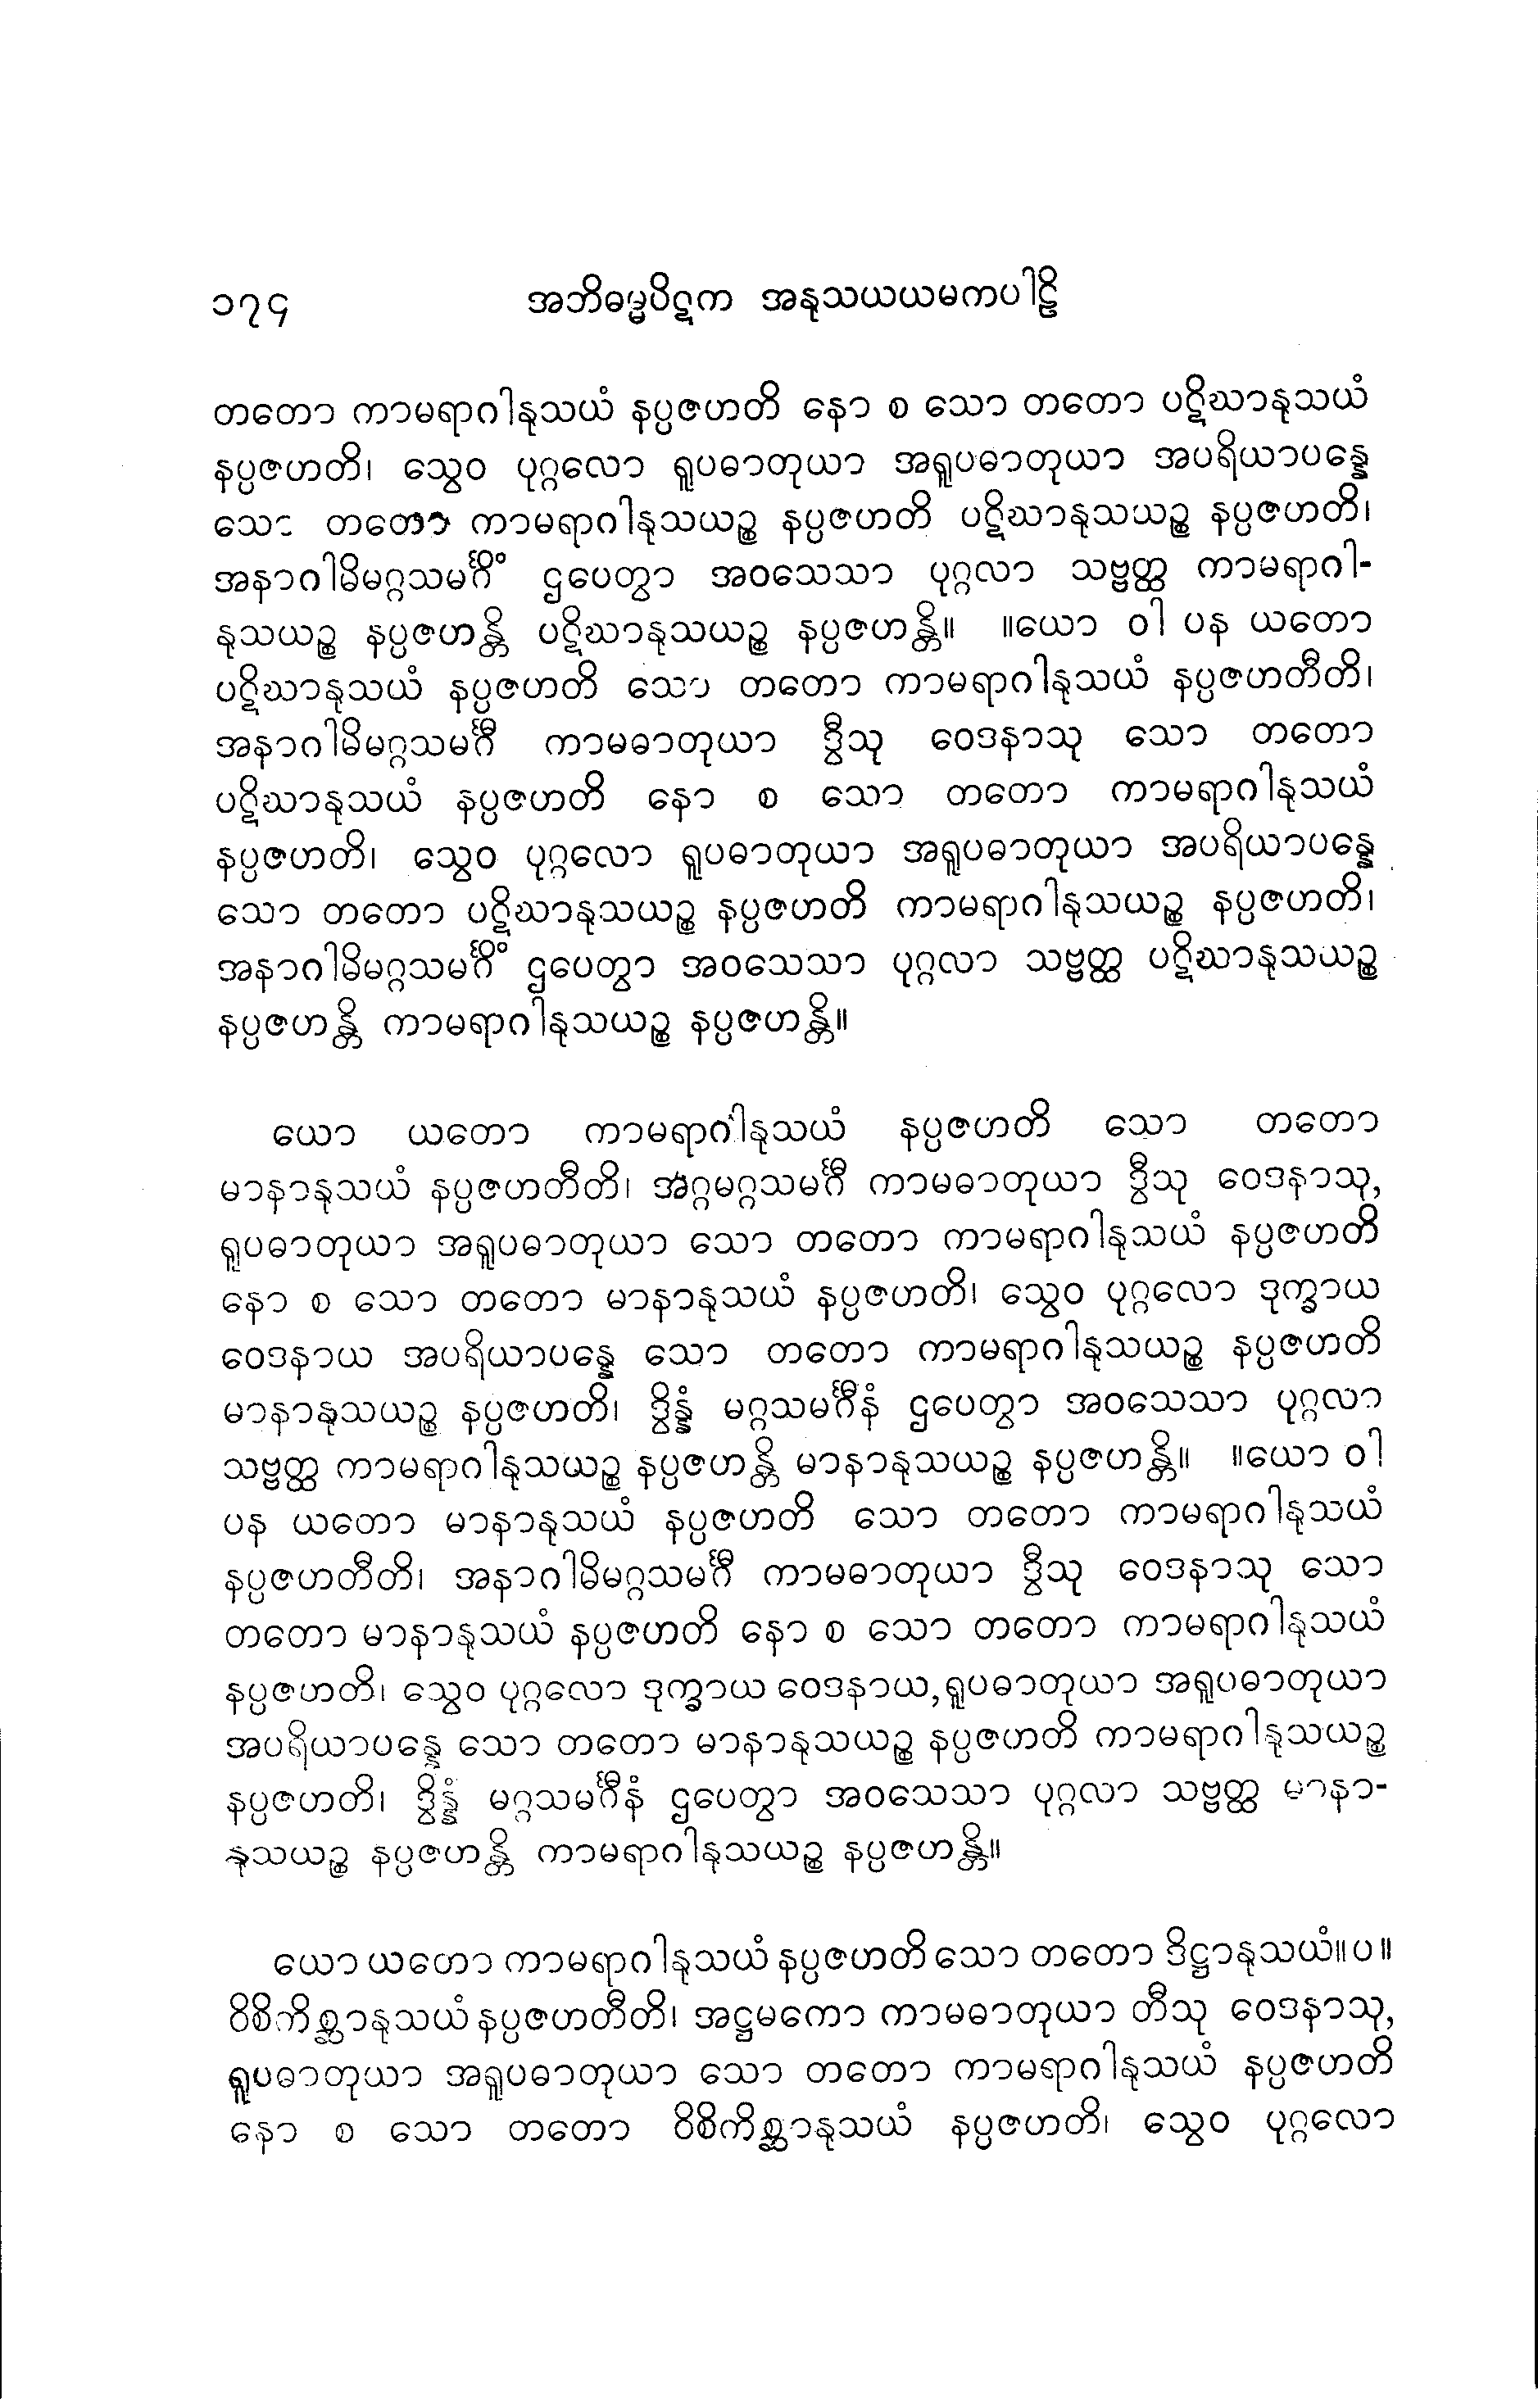 ၁၇၄ အဘိဓမ္မပိဋက အနုသယယမကပါဠိ
တတော ကာမရာဂါနုသယံ နပ္ပဇဟတိ နော စ သော တတော ပဋိဃာနုသယံ
နပ္ပဇဟတိ၊ သွေဝ ပုဂ္ဂလော ရူပဓာတုယာ အရူပဓာတုယာ အပရိယာပန္နေ
သော တတော ကာမရာဂါနုသယဉ္စ နပ္ပဇဟတိ ပဋိဃာနုသယဉ္စ နပ္ပဇဟတိ၊
အနာဂါမိမဂ္ဂသမင်္ဂိံ ဌပေတွာ အဝသေသာ ပုဂ္ဂလာ သဗ္ဗတ္ထ ကာမရာဂါ-
နုသယဉ္စ နပ္ပဇဟန္တိ ပဋိဃာနုသယဉ္စ နပ္ပဇဟန္တိ။ ။ယော ဝါ ပန ယတော
ပဋိဃာနုသယံ နပ္ပဇဟတိ သော တတော ကာမရာဂါနုသယံ နပ္ပဇဟတီတိ၊
အနာဂါမိမဂ္ဂသမင်္ဂီ ကာမဓာတုယာ ဒွီသု ဝေဒနာသု သော တတော
ပဋိဃာနုသယံ နပ္ပဇဟတိ နော စ သော တတော ကာမရာဂါနုသယံ
နပ္ပဇဟတိ၊ သွေဝ ပုဂ္ဂလော ရူပဓာတုယာ အရူပဓာတုယာ အပရိယာပန္နေ
သော တတော ပဋိဃာနုသယဉ္စ နပ္ပဇဟတိ ကာမရာဂါနုသယဉ္စ နပ္ပဇဟတိ၊
အနာဂါမိမဂ္ဂသမင်္ဂိံ ဌပေတွာ အဝသေသာ ပုဂ္ဂလာ သဗ္ဗတ္ထ ပဋိဃာနုသယဉ္စ
နပ္ပဇဟန္တိ ကာမရာဂါနုသယဉ္စ နပ္ပဇဟန္တိ။
ယော ယတော ကာမရာဂါနုသယံ နပ္ပဇဟတိ သော တတော
မာနာနုသယံ နပ္ပဇဟတီတိ၊ အဂ္ဂမဂ္ဂသမင်္ဂီ ကာမဓာတုယာ ဒွီသု ဝေဒနာသု,
ရူပဓာတုယာ အရူပဓာတုယာ သော တတော ကာမရာဂါနုသယံ နပ္ပဇဟတိ
နော စ သော တတော မာနာနုသယံ နပ္ပဇဟတိ၊ သွေဝ ပုဂ္ဂလော ဒုက္ခာယ
ဝေဒနာယ အပရိယာပန္နေ သော တတော ကာမရာဂါနုသယဉ္စ နပ္ပဇဟတိ
မာနာနုသယဉ္စ နပ္ပဇဟတိ၊ ဒွိန္နံ မဂ္ဂသမင်္ဂီနံ ဌပေတွာ အဝသေသာ ပုဂ္ဂလာ
သဗ္ဗတ္ထ ကာမရာဂါနုသယဉ္စ နပ္ပဇဟန္တိ မာနာနုသယဉ္စ နပ္ပဇဟန္တိ။ ။ယော ဝါ
ပန ယတော မာနာနုသယံ နပ္ပဇဟတိ သော တတော ကာမရာဂါနုသယံ
နပ္ပဇဟတီတိ၊ အနာဂါမိမဂ္ဂသမင်္ဂီ ကာမဓာတုယာ ဒွီသု ဝေဒနာသု သော
တတော မာနာနုသယံ နပ္ပဇဟတိ နော စ သော တတော ကာမရာဂါနုသယံ
နပ္ပဇဟတိ၊ သွေဝ ပုဂ္ဂလော ဒုက္ခာယ ဝေဒနာယ,ရူပဓာတုယာ အရူပဓာတုယာ
အပရိယာပန္နေ သော တတော မာနာနုသယဉ္စ နပ္ပဇဟတိ ကာမရာဂါနုသယဉ္စ
နပ္ပဇဟတိ၊ ဒွိန္နံ မဂ္ဂသမင်္ဂီနံ ဌပေတွာ အဝသေသာ ပုဂ္ဂလာ သဗ္ဗတ္ထ မာနာ-
နုသယဉ္စ နပ္ပဇဟန္တိ ကာမရာဂါနုသယဉ္စ နပ္ပဇဟန္တိ။
ယော ယတော ကာမရာဂါနုသယံ နပ္ပဇဟတိ သော တတော ဒိဋ္ဌာနုသယံ။ပ။
ဝိစိကိစ္ဆာနုသယံ နပ္ပဇဟတီတိ၊ အဋ္ဌမကော ကာမဓာတုယာ တီသု ဝေဒနာသု,
ရူပဓာတုယာ အရူပဓာတုယာ သော တတော ကာမရာဂါနုသယံ နပ္ပဇဟတိ
နော စ သော တတော ဝိစိကိစ္ဆာနုသယံ နပ္ပဇဟတိ၊ သွေဝ ပုဂ္ဂလော